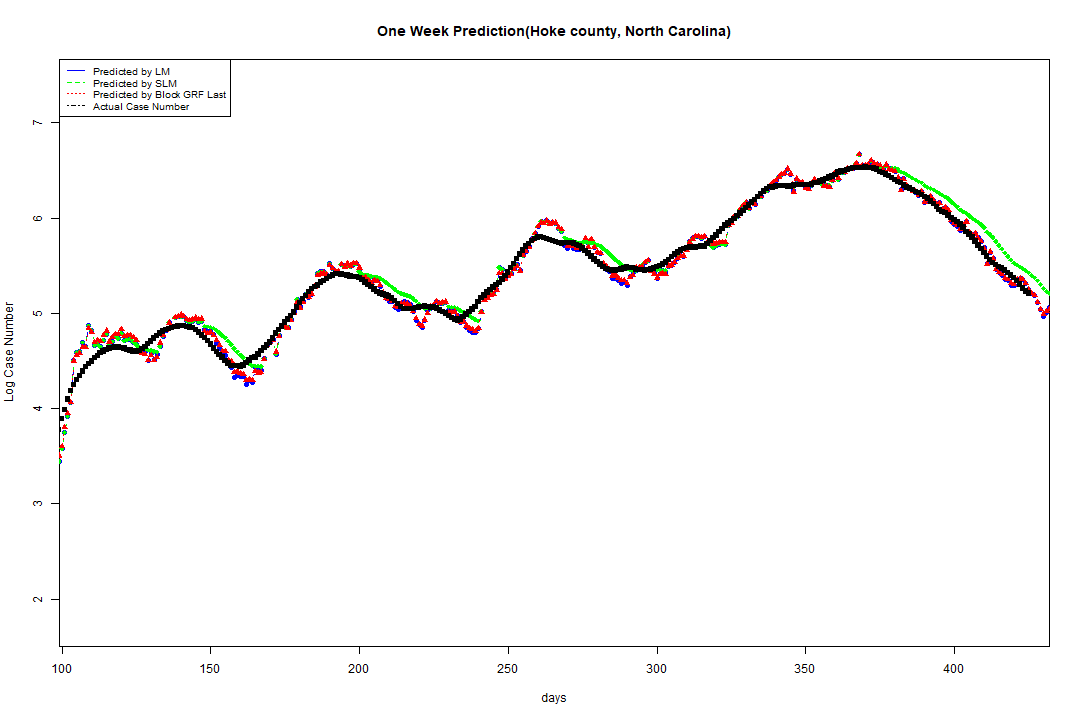 One Week Prediction(Hoke county, North Carolina)
Predicted by LM
Predicted by SLM
Predicted by Block GRF Last
Actual Case Number
7
6
5
4
3
2
Log Case Number
100 150 200 250 300 350 400
days